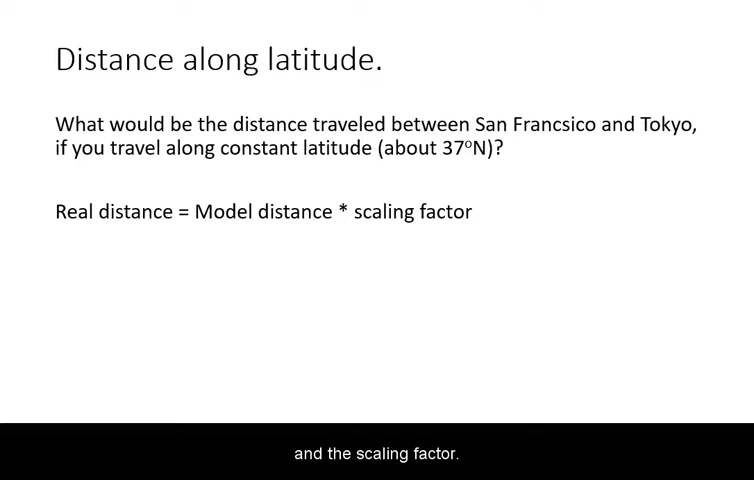 Distance along latitude.
What would be the distance traveled between San Francsico and Tokyo,
if you travel along constant latitude (about 37°N)?
Real distance = Model distance * scaling factor
and the scaling factor.